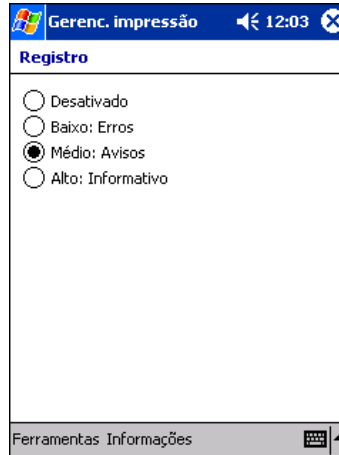 Gerenc. impressão 12:03
Registro
Desativado
Baixo: Erros
Médio: Avisos
Alto: Informativo
Ferramentas Informações